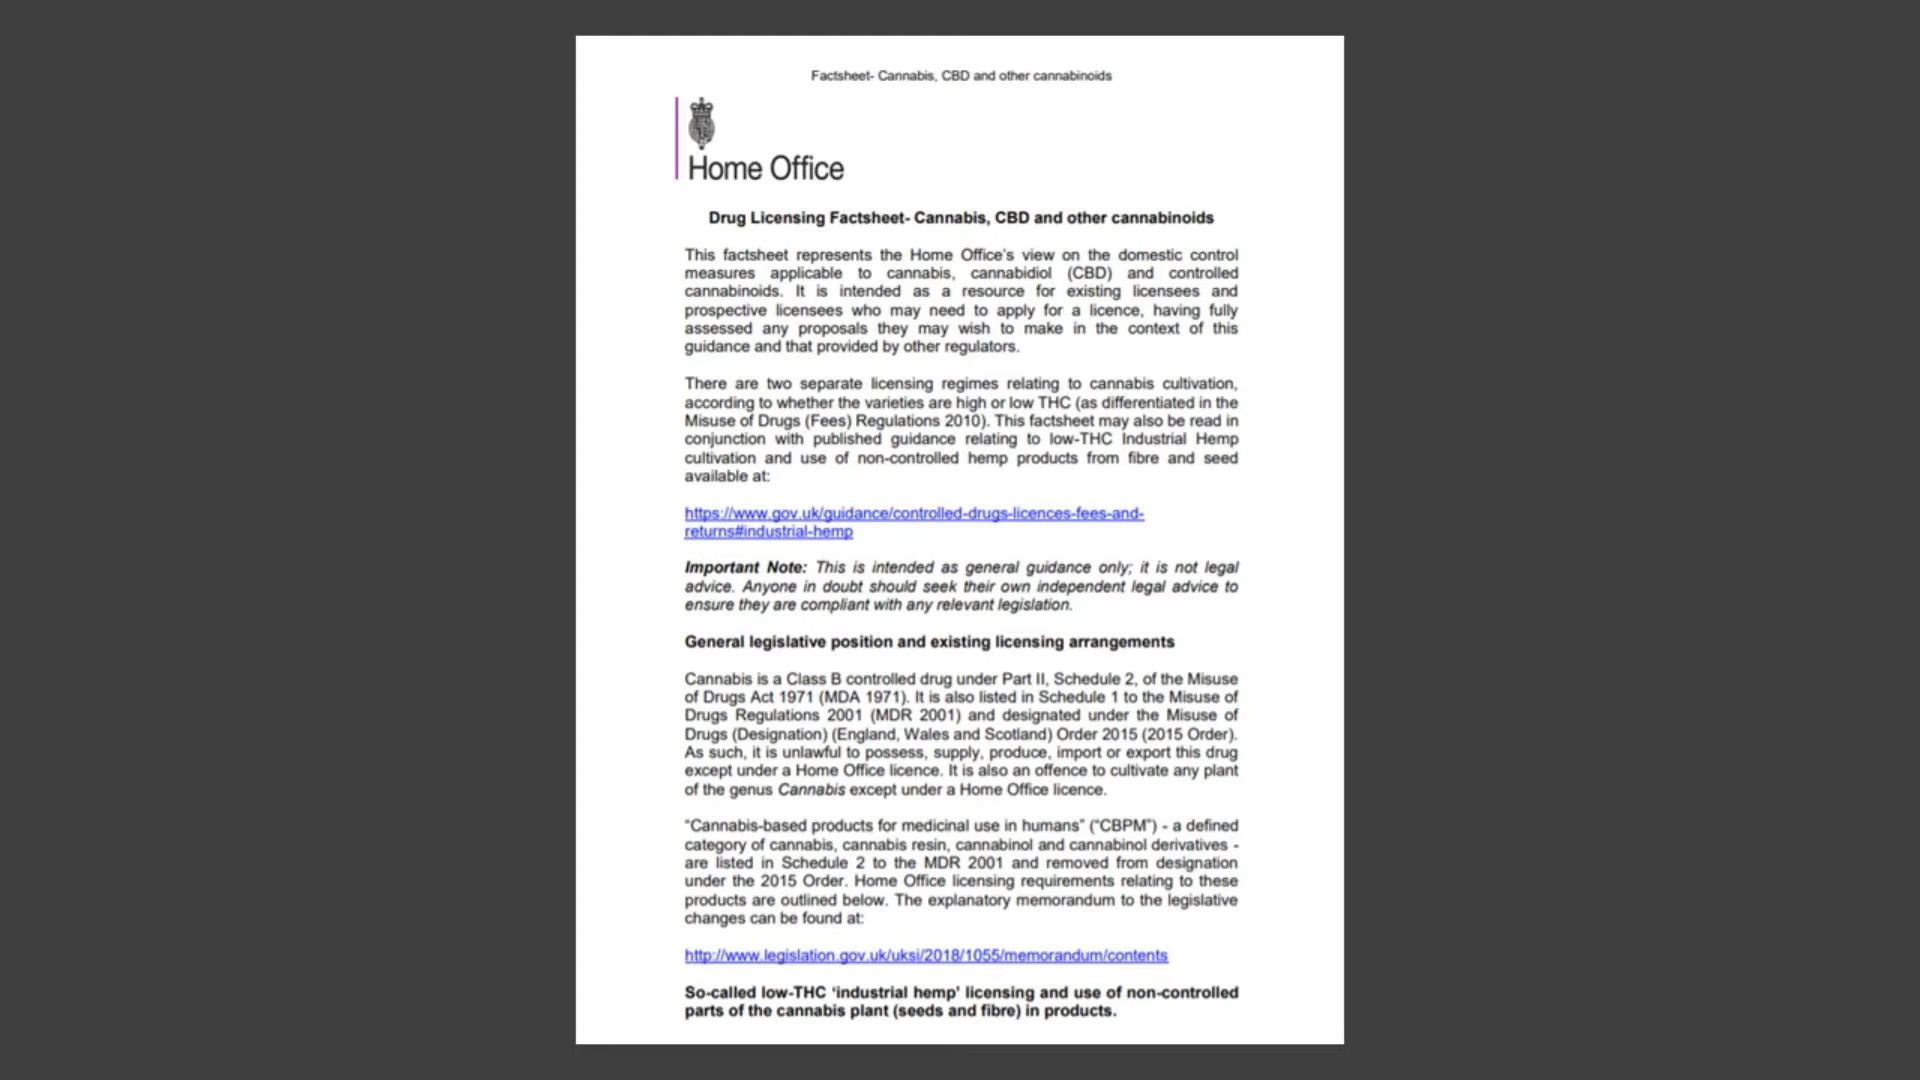 Factsheet- Cannabis, CBD and other cannabinoids
Home Office
Drug Licensing Factsheet- Cannabis, CBD and other cannabinoids
This factsheet represents the Home Office's view on the domestic control
measures applicable to cannabis, cannabidiol (CBD) and controlled
cannabinoids. It is intended as a resource for existing licensees and
prospective licensees who may need to apply for a licence, having fully
assessed any proposals they may wish to make in the context of this
guidance and that provided by other regulators.
There are two separate licensing regimes relating to cannabis cultivation,
according to whether the varieties are high or low THC (as differentiated in the
Misuse of Drugs (Fees) Regulations 2010). This factsheet may also be read in
conjunction with published guidance relating to low-THC Industrial Hemp
cultivation and use of non-controlled hemp products from fibre and seed
available at:
https://www.gov.uk/guidance/controlled-drugs-licences-fees-and-
returns#industrial-hemp
Important Note: This is intended as general guidance only; it is not legal
advice. Anyone in doubt should seek their own independent legal advice to
ensure they are compliant with any relevant legislation.
General legislative position and existing licensing arrangements
Cannabis is a Class B controlled drug under Part II, Schedule 2, of the Misuse
of Drugs Act 1971 (MDA 1971). It is also listed in Schedule 1 to the Misuse of
Drugs Regulations 2001 (MDR 2001) and designated under the Misuse of
Drugs (Designation) (England, Wales and Scotland) Order 2015 (2015 Order).
As such, it is unlawful to possess, supply, produce, import or export this drug
except under a Home Office licence. It is also an offence to cultivate any plant
of the genus Cannabis except under a Home Office licence.
“Cannabis-based products for medicinal use in humans” (“CBPM”) - a defined
category of cannabis, cannabis resin, cannabinol and cannabinol derivatives -
are listed in Schedule 2 to the MDR 2001 and removed from designation
under the 2015 Order. Home Office licensing requirements relating to these
products are outlined below. The explanatory memorandum to the legislative
changes can be found at:
http://www.legislation.gov.uk/uksi/2018/1055/memorandum/contents
So-called low-THC ‘industrial hemp’ licensing and use of non-controlled
parts of the cannabis plant (seeds and fibre) in products.